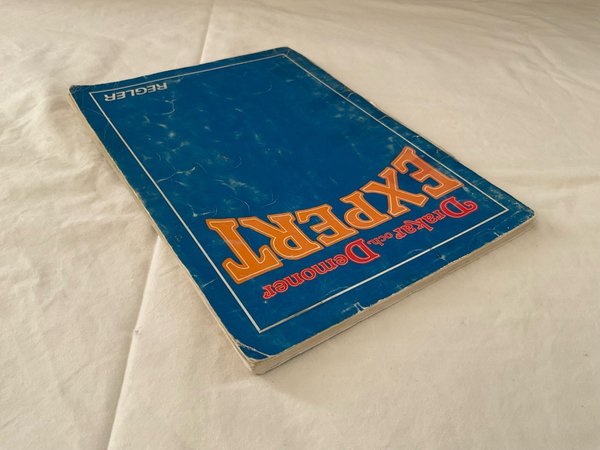 Drakar och Demoner
EXPERT
REGLER